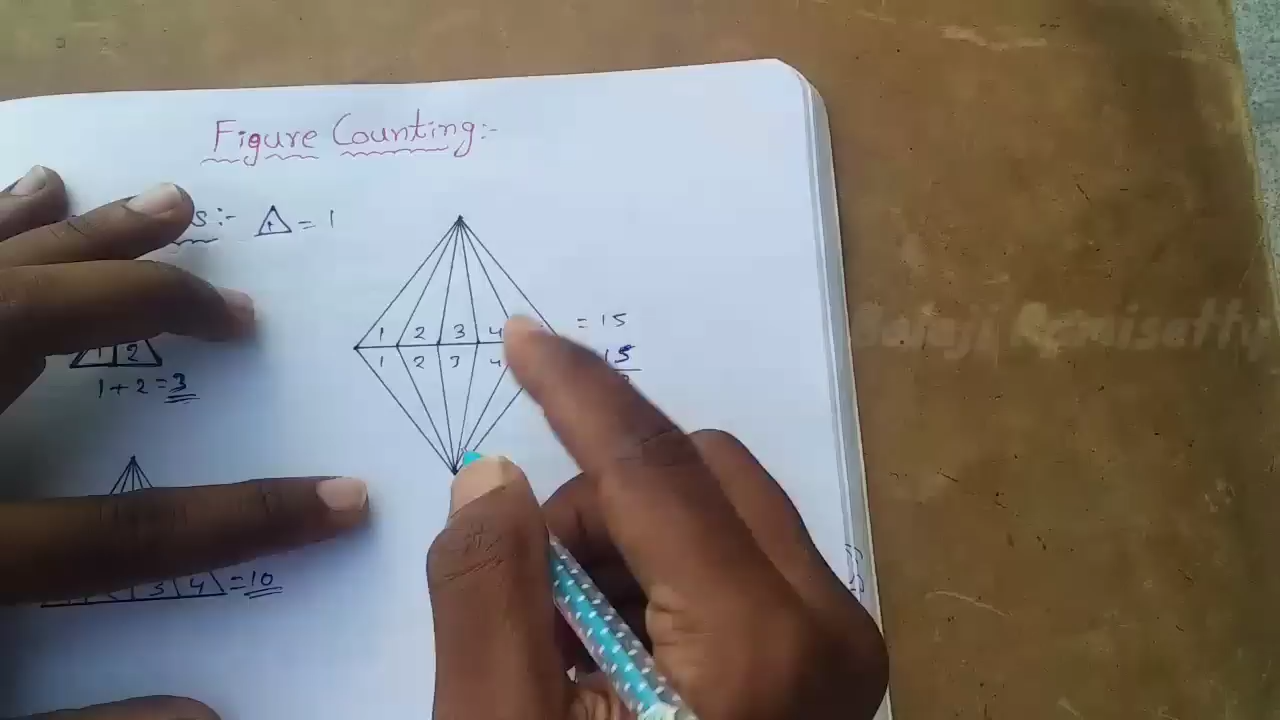 Figure Counting:-
s:- △ = 1
1 2 3 4 = 15
1 2 3 4 15
1 2
1+2=3
3 4 =10